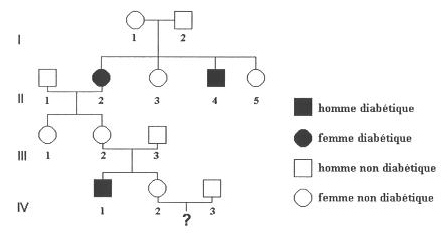 I
1 2
II
1 2 3 4 5
III
1 2 3
IV
1 2 3
?
homme diabétique
femme diabétique
homme non diabétique
femme non diabétique